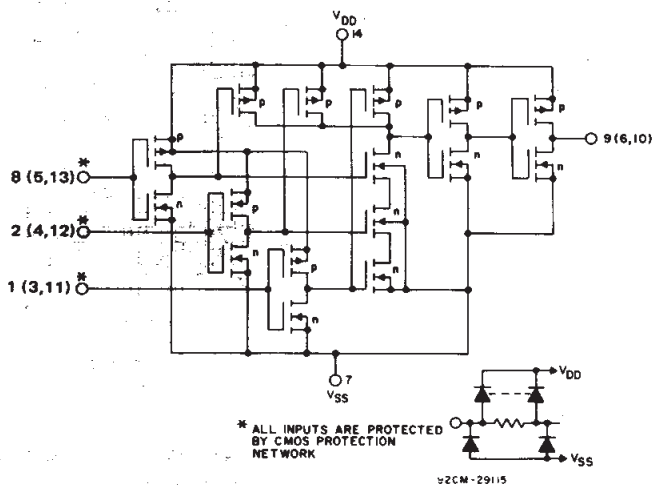 VDD
14
p
p
p
p
p
p
n
n
n
9(6,10)
8 (5,13)*
p
n
n
2 (4,12)*
n
p
n
1 (3,11)*
n
7
VSS
VDD
* ALL INPUTS ARE PROTECTED
BY CMOS PROTECTION
NETWORK
VSS
92CM-29115